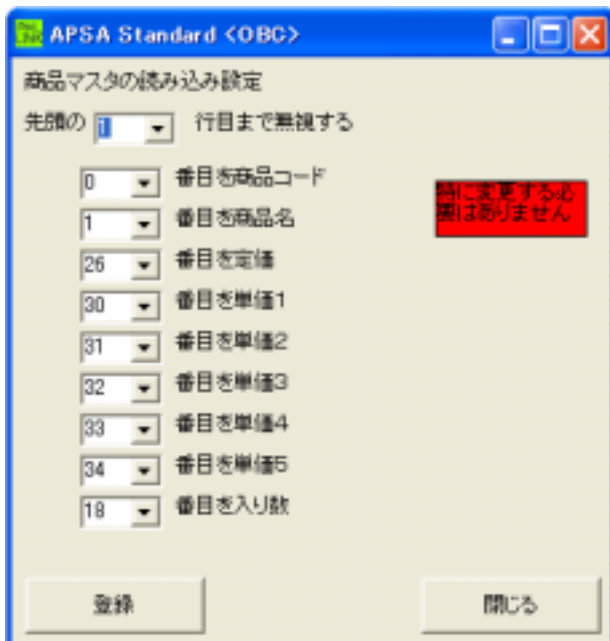 APSA Standard <OBC>
商品マスタの読み込み設定
先頭の 1 行目まで無視する
0 番目を商品コード
1 番目を商品名
26 番目を定価
30 番目を単価1
31 番目を単価2
32 番目を単価3
33 番目を単価4
34 番目を単価5
18 番目を入り数
特に変更する必
要はありません
登録
閉じる